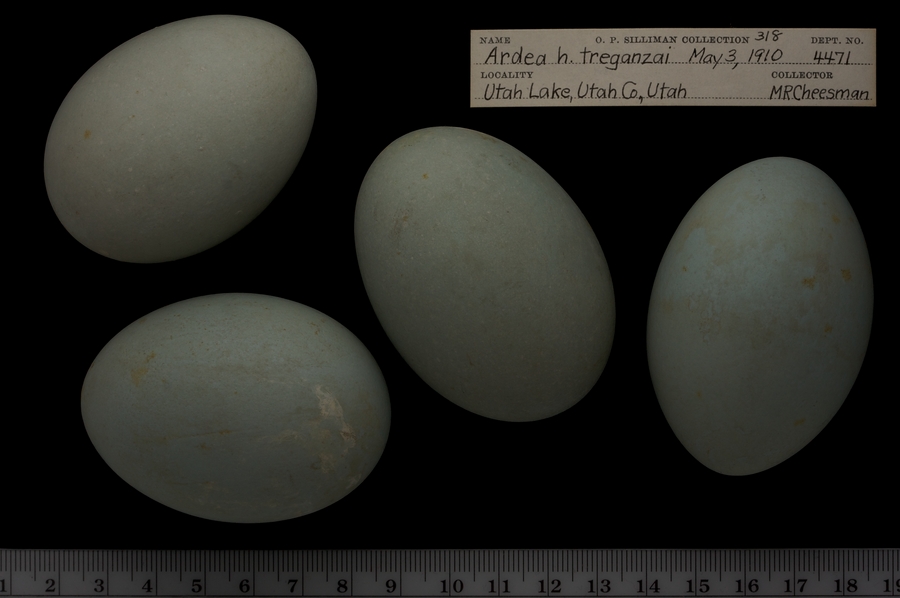 NAME O. P. SILLIMAN COLLECTION 318 DEPT. NO.
Ardea h. treganzai May 3, 1910 4471
LOCALITY COLLECTOR
Utah Lake, Utah Co., Utah MRCheesman
1 2 3 4 5 6 7 8 9 10 11 12 13 14 15 16 17 18 19